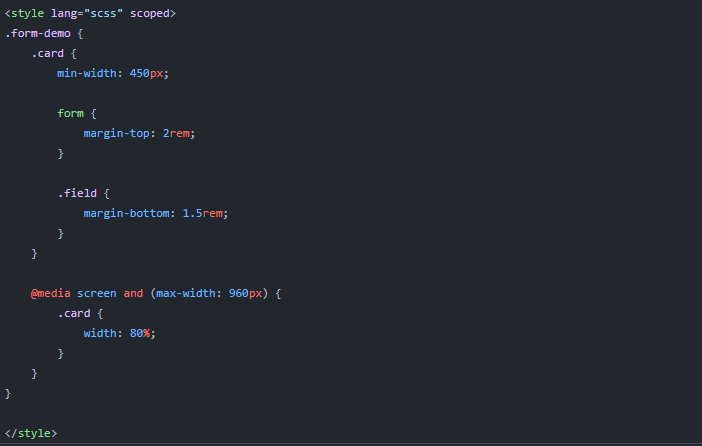 <style lang="scss" scoped>
.form-demo {
    .card {
        min-width: 450px;

        form {
            margin-top: 2rem;
        }

        .field {
            margin-bottom: 1.5rem;
        }
    }

    @media screen and (max-width: 960px) {
        .card {
            width: 80%;
        }
    }
}

</style>